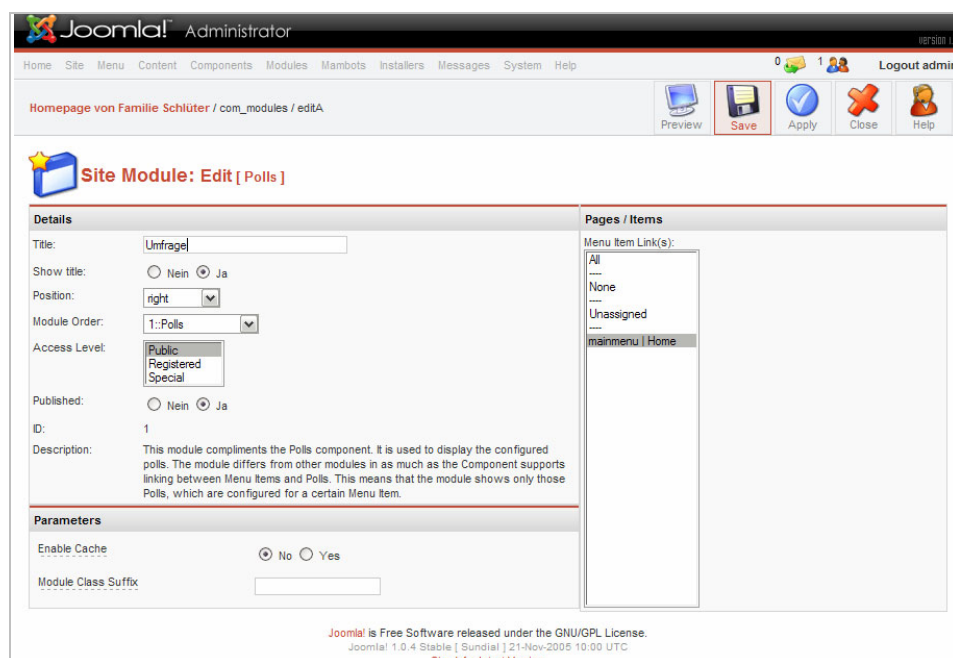 Joomla!™ Administrator
version 1.
Home Site Menu Content Components Modules Mambots Installers Messages System Help
0 1 Logout admin
Homepage von Familie Schlüter / com_modules / editA
Preview Save Apply Close Help
Site Module: Edit [ Polls ]
Details
Title: Umfrage
Show title: Nein Ja
Position: right
Module Order: 1::Polls
Access Level: Public
Registered
Special
Published: Nein Ja
ID: 1
Description: This module compliments the Polls component. It is used to display the configured
polls. The module differs from other modules in as much as the Component supports
linking between Menu Items and Polls. This means that the module shows only those
Polls, which are configured for a certain Menu Item.
Parameters
Enable Cache No Yes
Module Class Suffix
Pages / Items
Menu Item Link(s):
All
----
None
----
Unassigned
----
mainmenu | Home
Joomla! is Free Software released under the GNU/GPL License.
Joomla! 1.0.4 Stable [ Sundial ] 21-Nov-2005 10:00 UTC